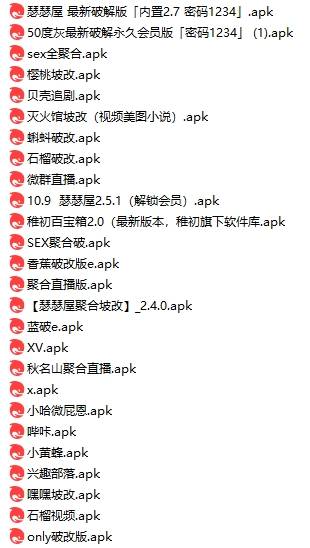 瑟瑟屋 最新破解版「内置2.7 密码1234」.apk
50度灰最新破解永久会员版「密码1234」 (1).apk
sex全聚合.apk
樱桃坡改.apk
贝壳追剧.apk
灭火馆坡改（视频美图小说）.apk
蝌蚪破改.apk
石榴破改.apk
微群直播.apk
10.9  瑟瑟屋2.5.1（解锁会员）.apk
稚初百宝箱2.0（最新版本，稚初旗下软件库.apk
SEX聚合破.apk
香蕉破改版e.apk
聚合直播版.apk
【瑟瑟屋聚合坡改】_2.4.0.apk
蓝破e.apk
XV.apk
秋名山聚合直播.apk
x.apk
小哈微屁恩.apk
哔咔.apk
小黄蜂.apk
兴趣部落.apk
嘿嘿坡改.apk
石榴视频.apk
only破改版.apk